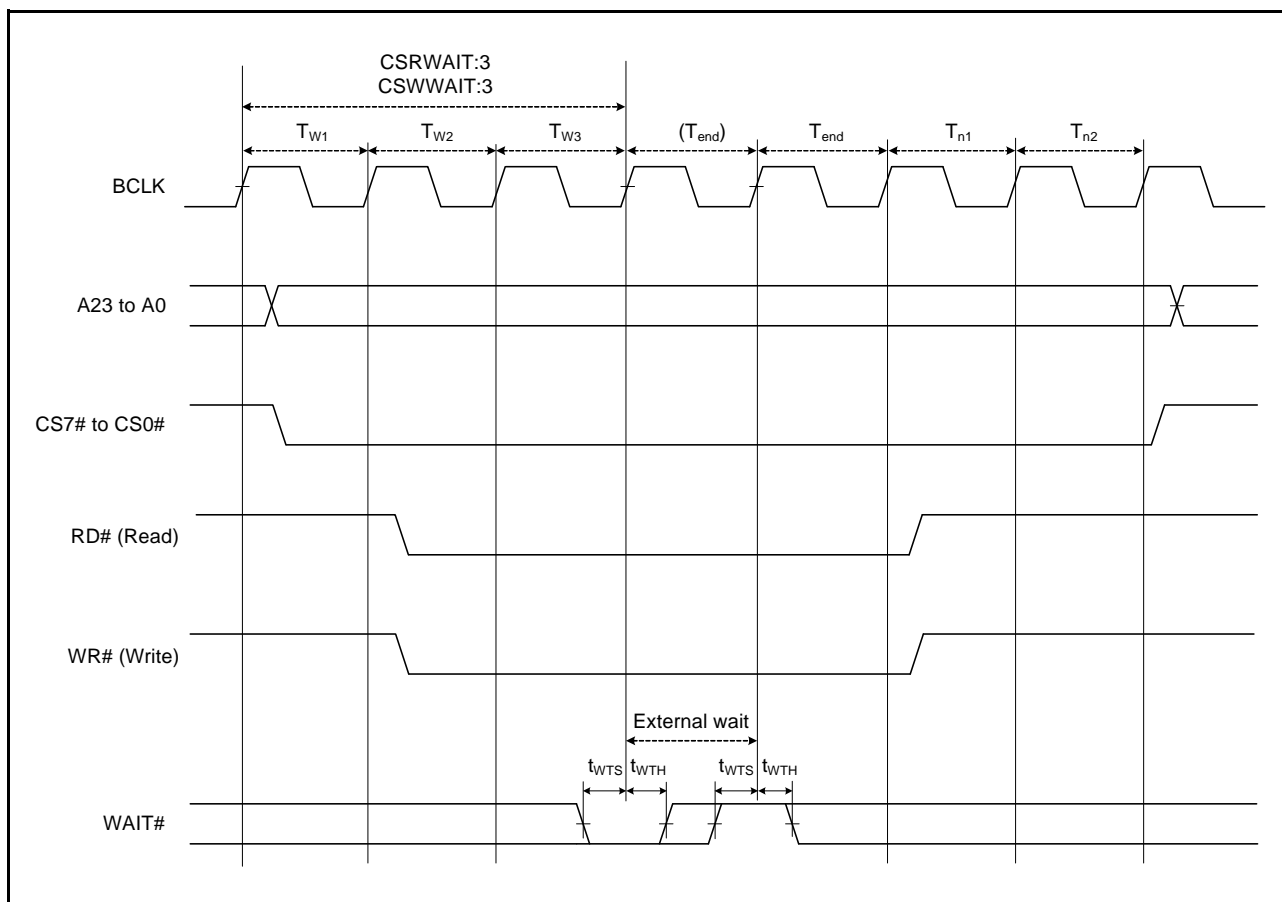 CSRWAIT:3
CSWWAIT:3
TW1 TW2 TW3 (Tend) Tend Tn1 Tn2
BCLK
A23 to A0
CS7# to CS0#
RD# (Read)
WR# (Write)
External wait
tWTS tWTH tWTS tWTH
WAIT#